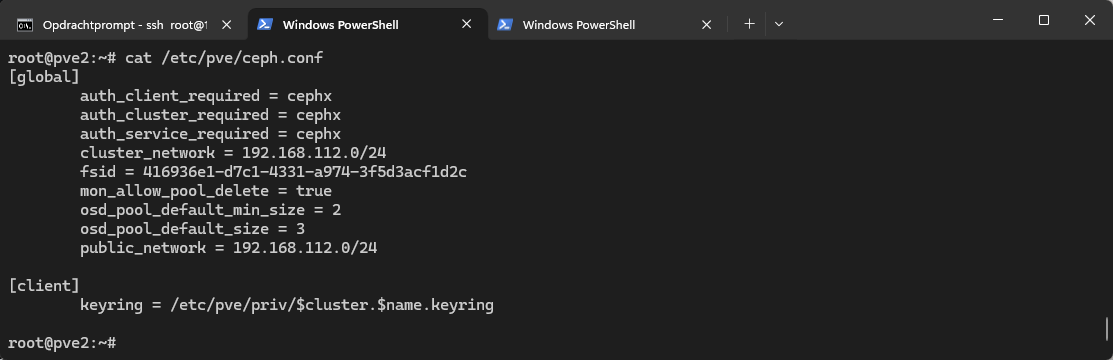 Opdrachtprompt - ssh root@1
Windows PowerShell
Windows PowerShell
root@pve2:~# cat /etc/pve/ceph.conf
[global]
auth_client_required = cephx
auth_cluster_required = cephx
auth_service_required = cephx
cluster_network = 192.168.112.0/24
fsid = 416936e1-d7c1-4331-a974-3f5d3acf1d2c
mon_allow_pool_delete = true
osd_pool_default_min_size = 2
osd_pool_default_size = 3
public_network = 192.168.112.0/24
[client]
keyring = /etc/pve/priv/$cluster.$name.keyring
root@pve2:~#